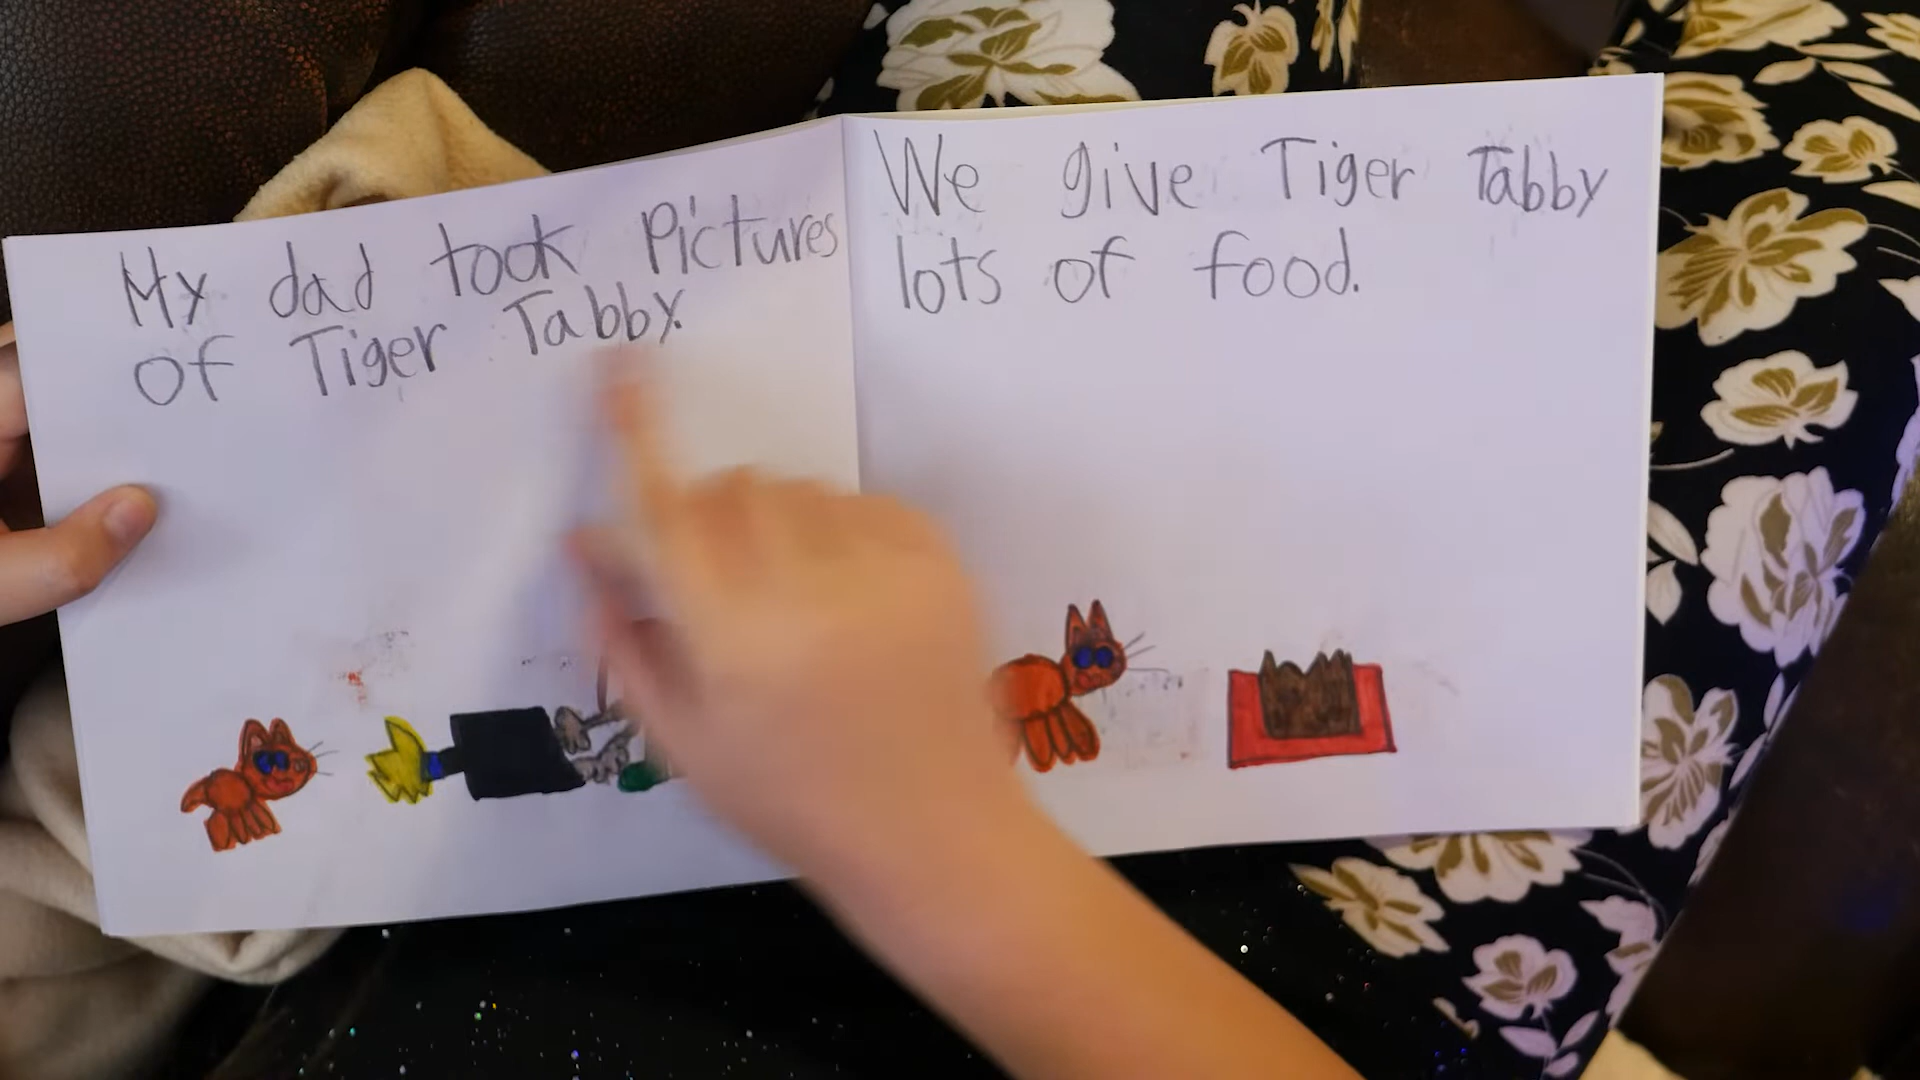 My dad took Pictures
of Tiger Tabby.
We give Tiger Tabby
lots of food.